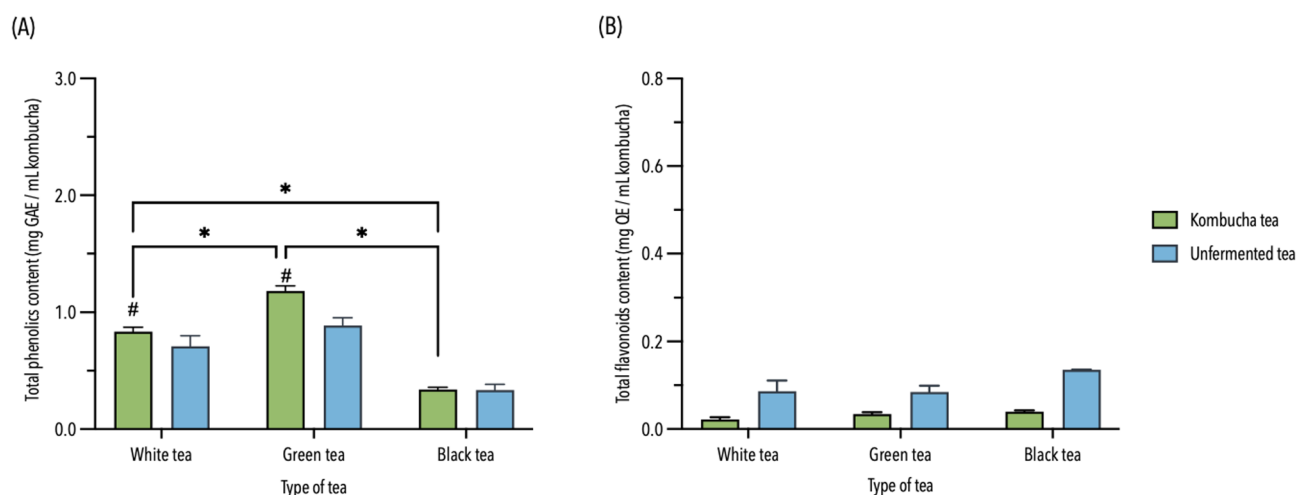 (A)
Total phenolics content (mg GAE / mL kombucha)
3.0
2.0
1.0
0.0
*
*
*
#
#
White tea
Green tea
Black tea
Type of tea
(B)
Total flavonoids content (mg QE / mL kombucha)
0.8
0.6
0.4
0.2
0.0
White tea
Green tea
Black tea
Type of tea
Kombucha tea
Unfermented tea